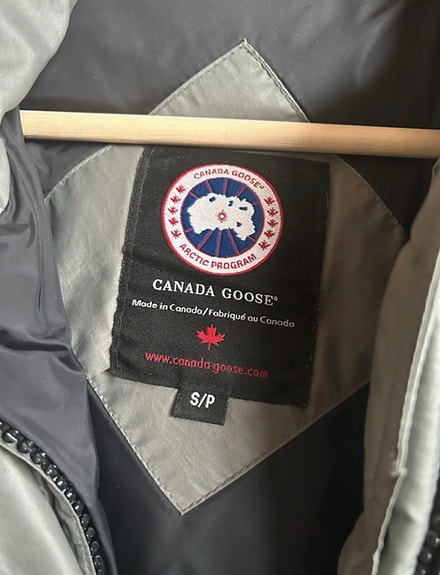 CANADA GOOSE®
ARCTIC PROGRAM
CANADA GOOSE®
Made in Canada/Fabriqué au Canada
www.canada-goose.com
S/P